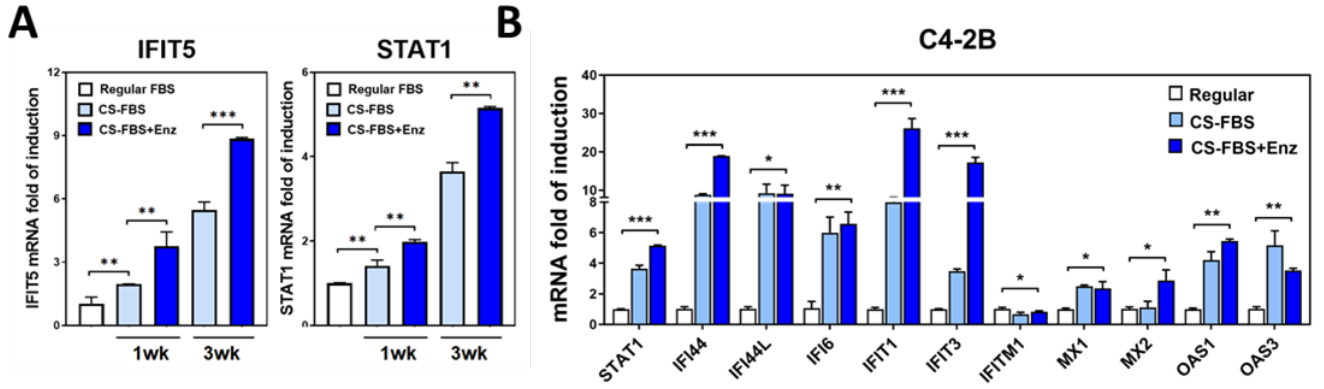 A
IFIT5
IFIT5 mRNA fold of induction
12
9
6
3
0
Regular FBS
CS-FBS
CS-FBS+Enz
**
**
***
1wk
3wk
STAT1
STAT1 mRNA fold of induction
6
4
2
0
Regular FBS
CS-FBS
CS-FBS+Enz
**
**
**
1wk
3wk
B
C4-2B
mRNA fold of induction
40
30
20
10
8
6
4
2
0
Regular
CS-FBS
CS-FBS+Enz
***
***
*
**
***
***
*
*
*
**
**
STAT1
IFI44
IFI44L
IFI6
IFIT1
IFIT3
IFITM1
MX1
MX2
OAS1
OAS3